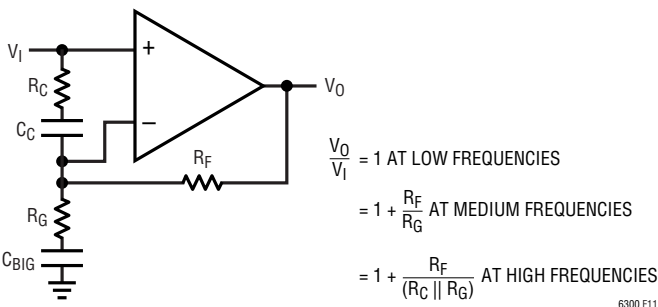 V_I
+
R_C
C_C
−
V_O
R_F
R_G
C_BIG
V_O/V_I = 1 AT LOW FREQUENCIES
= 1 + R_F/R_G AT MEDIUM FREQUENCIES
= 1 + R_F/(R_C || R_G) AT HIGH FREQUENCIES
6300 F11